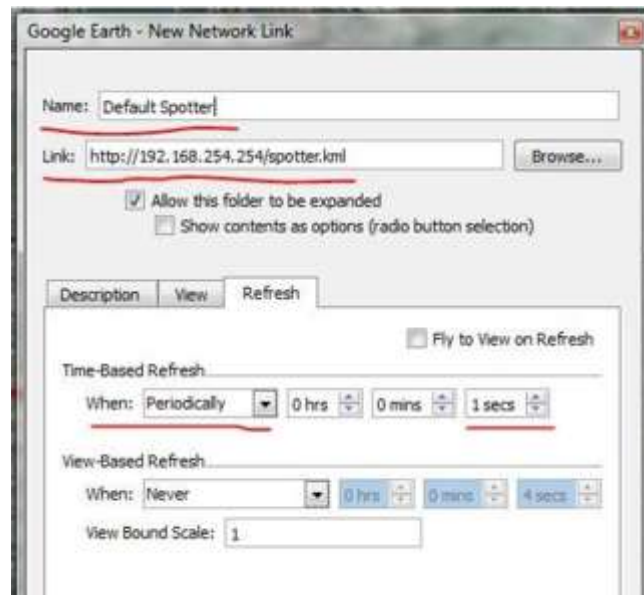 Google Earth - New Network Link
Name: Default Spotter
Link: http://192.168.254.254/spotter.kml Browse...
Allow this folder to be expanded
Show contents as options (radio button selection)
Description View Refresh
Fly to View on Refresh
Time-Based Refresh
When: Periodically 0 hrs 0 mins 1 secs
View-Based Refresh
When: Never 0 hrs 0 mins 4 secs
View Bound Scale: 1